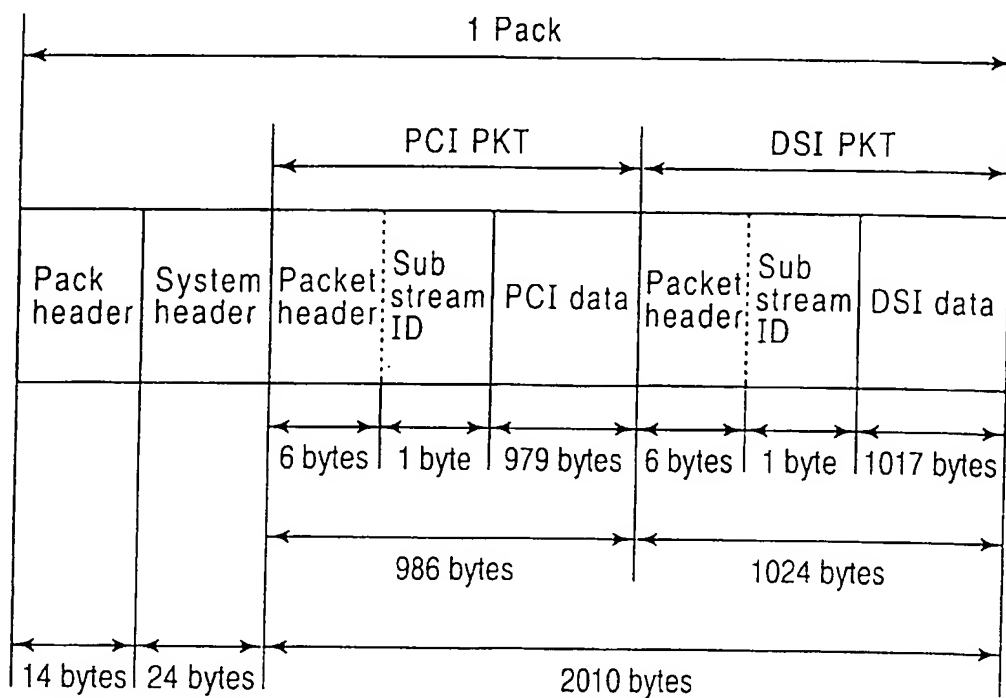 1 Pack
PCI PKT
DSI PKT
Pack
header
System
header
Packet
header
Sub
stream
ID
PCI data
Packet
header
Sub
stream
ID
DSI data
6 bytes
1 byte
979 bytes
6 bytes
1 byte
1017 bytes
986 bytes
1024 bytes
14 bytes
24 bytes
2010 bytes